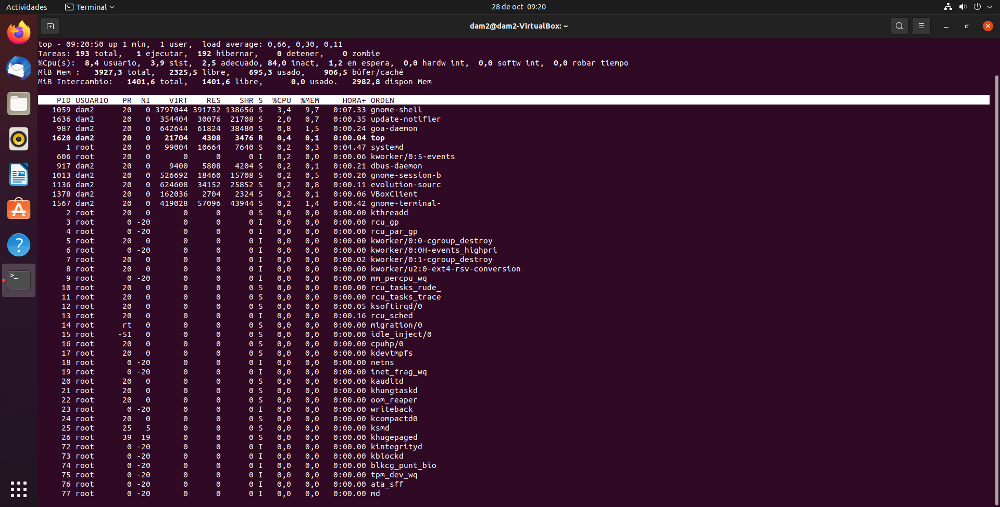 Actividades Terminal 28 de oct 09:20
dam2@dam2-VirtualBox: ~
top - 09:20:50 up 1 min, 1 user, load average: 0,66, 0,30, 0,11
Tareas: 193 total, 1 ejecutar, 192 hibernar, 0 detener, 0 zombie
%Cpu(s): 8,4 usuario, 3,9 sist, 2,5 adecuado, 84,0 inact, 1,2 en espera, 0,0 hardw int, 0,0 softw int, 0,0 robar tiempo
MiB Mem : 3927,3 total, 2325,5 libre, 695,3 usado, 906,5 búfer/caché
MiB Intercambio: 1401,6 total, 1401,6 libre, 0,0 usado. 2982,8 dispon Mem
PID USUARIO PR NI VIRT RES SHR S %CPU %MEM HORA+ ORDEN
1059 dam2 20 0 3797044 391732 138656 S 3,4 9,7 0:07.33 gnome-shell
1636 dam2 20 0 354404 30076 21708 S 2,0 0,7 0:00.35 update-notifier
987 dam2 20 0 642644 61824 38480 S 0,8 1,5 0:00.24 goa-daemon
1620 dam2 20 0 21704 4308 3476 R 0,4 0,1 0:00.04 top
1 root 20 0 99004 10664 7640 S 0,2 0,3 0:04.47 systemd
606 root 20 0 0 0 0 I 0,2 0,0 0:00.06 kworker/0:5-events
917 dam2 20 0 9400 5808 4204 S 0,2 0,1 0:00.21 dbus-daemon
1013 dam2 20 0 526692 18460 15708 S 0,2 0,5 0:00.20 gnome-session-b
1136 dam2 20 0 624608 34152 25852 S 0,2 0,8 0:00.11 evolution-sourc
1378 dam2 20 0 162036 2704 2324 S 0,2 0,1 0:00.06 VBoxClient
1567 dam2 20 0 419028 57096 43944 S 0,2 1,4 0:00.42 gnome-terminal-
2 root 20 0 0 0 0 S 0,0 0,0 0:00.00 kthreadd
3 root 0 -20 0 0 0 I 0,0 0,0 0:00.00 rcu_gp
4 root 0 -20 0 0 0 I 0,0 0,0 0:00.00 rcu_par_gp
5 root 20 0 0 0 0 I 0,0 0,0 0:00.00 kworker/0:0-cgroup_destroy
6 root 0 -20 0 0 0 I 0,0 0,0 0:00.00 kworker/0:0H-events_highpri
7 root 20 0 0 0 0 I 0,0 0,0 0:00.02 kworker/0:1-cgroup_destroy
8 root 20 0 0 0 0 I 0,0 0,0 0:00.00 kworker/u2:0-ext4-rsv-conversion
9 root 0 -20 0 0 0 I 0,0 0,0 0:00.00 mm_percpu_wq
10 root 20 0 0 0 0 S 0,0 0,0 0:00.00 rcu_tasks_rude_
11 root 20 0 0 0 0 S 0,0 0,0 0:00.00 rcu_tasks_trace
12 root 20 0 0 0 0 S 0,0 0,0 0:00.05 ksoftirqd/0
13 root 20 0 0 0 0 I 0,0 0,0 0:00.16 rcu_sched
14 root rt 0 0 0 0 S 0,0 0,0 0:00.00 migration/0
15 root -51 0 0 0 0 S 0,0 0,0 0:00.00 idle_inject/0
16 root 20 0 0 0 0 S 0,0 0,0 0:00.00 cpuhp/0
17 root 20 0 0 0 0 S 0,0 0,0 0:00.00 kdevtmpfs
18 root 0 -20 0 0 0 I 0,0 0,0 0:00.00 netns
19 root 0 -20 0 0 0 I 0,0 0,0 0:00.00 inet_frag_wq
20 root 20 0 0 0 0 S 0,0 0,0 0:00.00 kauditd
21 root 20 0 0 0 0 S 0,0 0,0 0:00.00 khungtaskd
22 root 20 0 0 0 0 S 0,0 0,0 0:00.00 oom_reaper
23 root 0 -20 0 0 0 I 0,0 0,0 0:00.00 writeback
24 root 20 0 0 0 0 S 0,0 0,0 0:00.00 kcompactd0
25 root 25 5 0 0 0 S 0,0 0,0 0:00.00 ksmd
26 root 39 19 0 0 0 S 0,0 0,0 0:00.00 khugepaged
72 root 0 -20 0 0 0 I 0,0 0,0 0:00.00 kintegrityd
73 root 0 -20 0 0 0 I 0,0 0,0 0:00.00 kblockd
74 root 0 -20 0 0 0 I 0,0 0,0 0:00.00 blkcg_punt_bio
75 root 0 -20 0 0 0 I 0,0 0,0 0:00.00 tpm_dev_wq
76 root 0 -20 0 0 0 I 0,0 0,0 0:00.00 ata_sff
77 root 0 -20 0 0 0 I 0,0 0,0 0:00.00 md